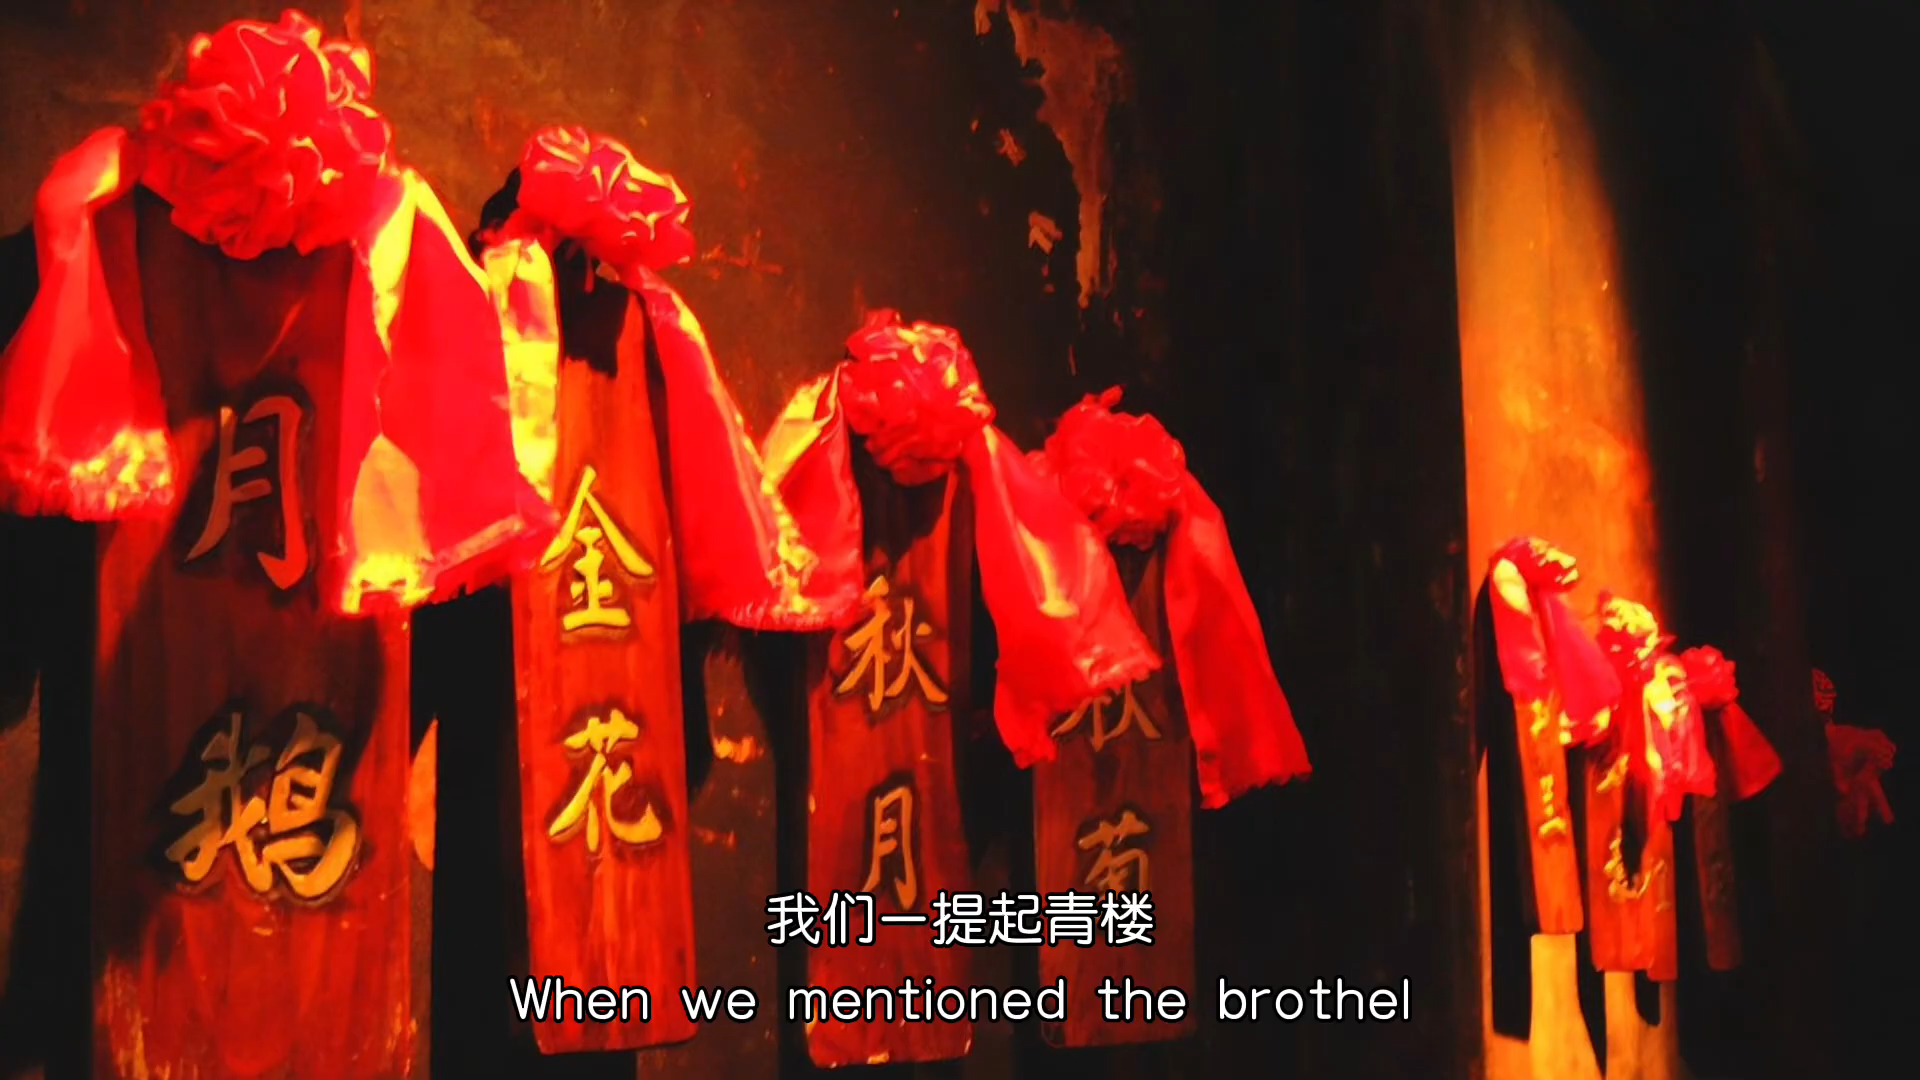 月鹅
金花
秋月
秋菊
我们一提起青楼
When we mentioned the brothel